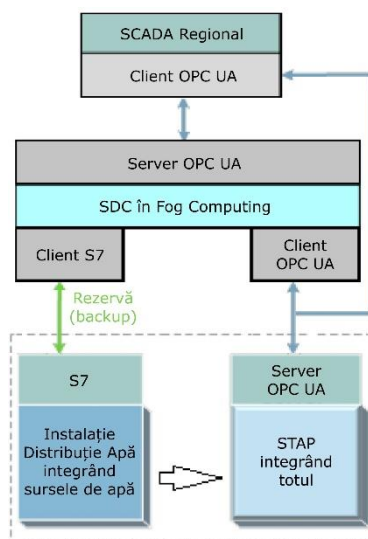 SCADA Regional
Client OPC UA
Server OPC UA
SDC în Fog Computing
Client S7
Client
OPC UA
Rezervă
(backup)
S7
Instalație
Distribuție Apă
integrând
sursele de apă
Server
OPC UA
STAP
integrând
totul